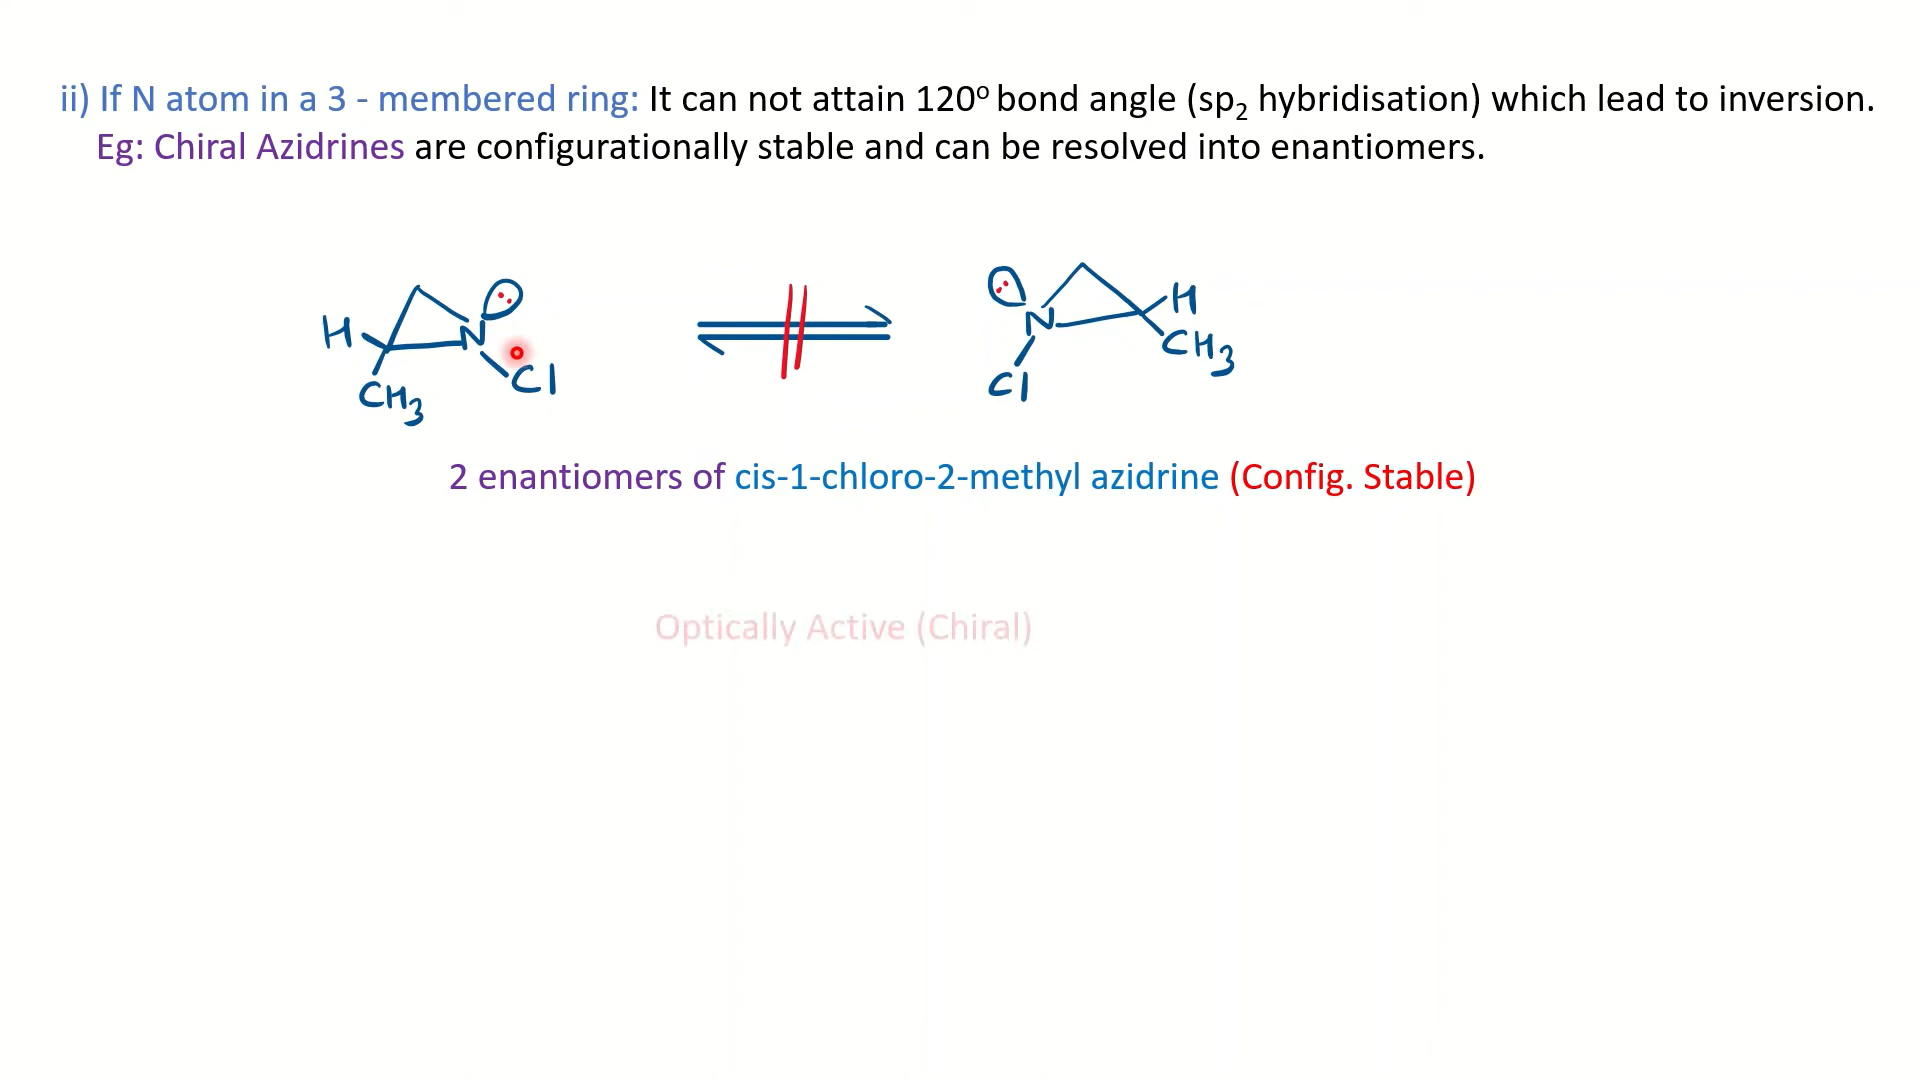 ii) If N atom in a 3 - membered ring: It can not attain 120o bond angle (sp2 hybridisation) which lead to inversion.
Eg: Chiral Azidrines are configurationally stable and can be resolved into enantiomers.
H N Cl CH3
N H CH3 Cl
2 enantiomers of cis-1-chloro-2-methyl azidrine (Config. Stable)
Optically Active (Chiral)